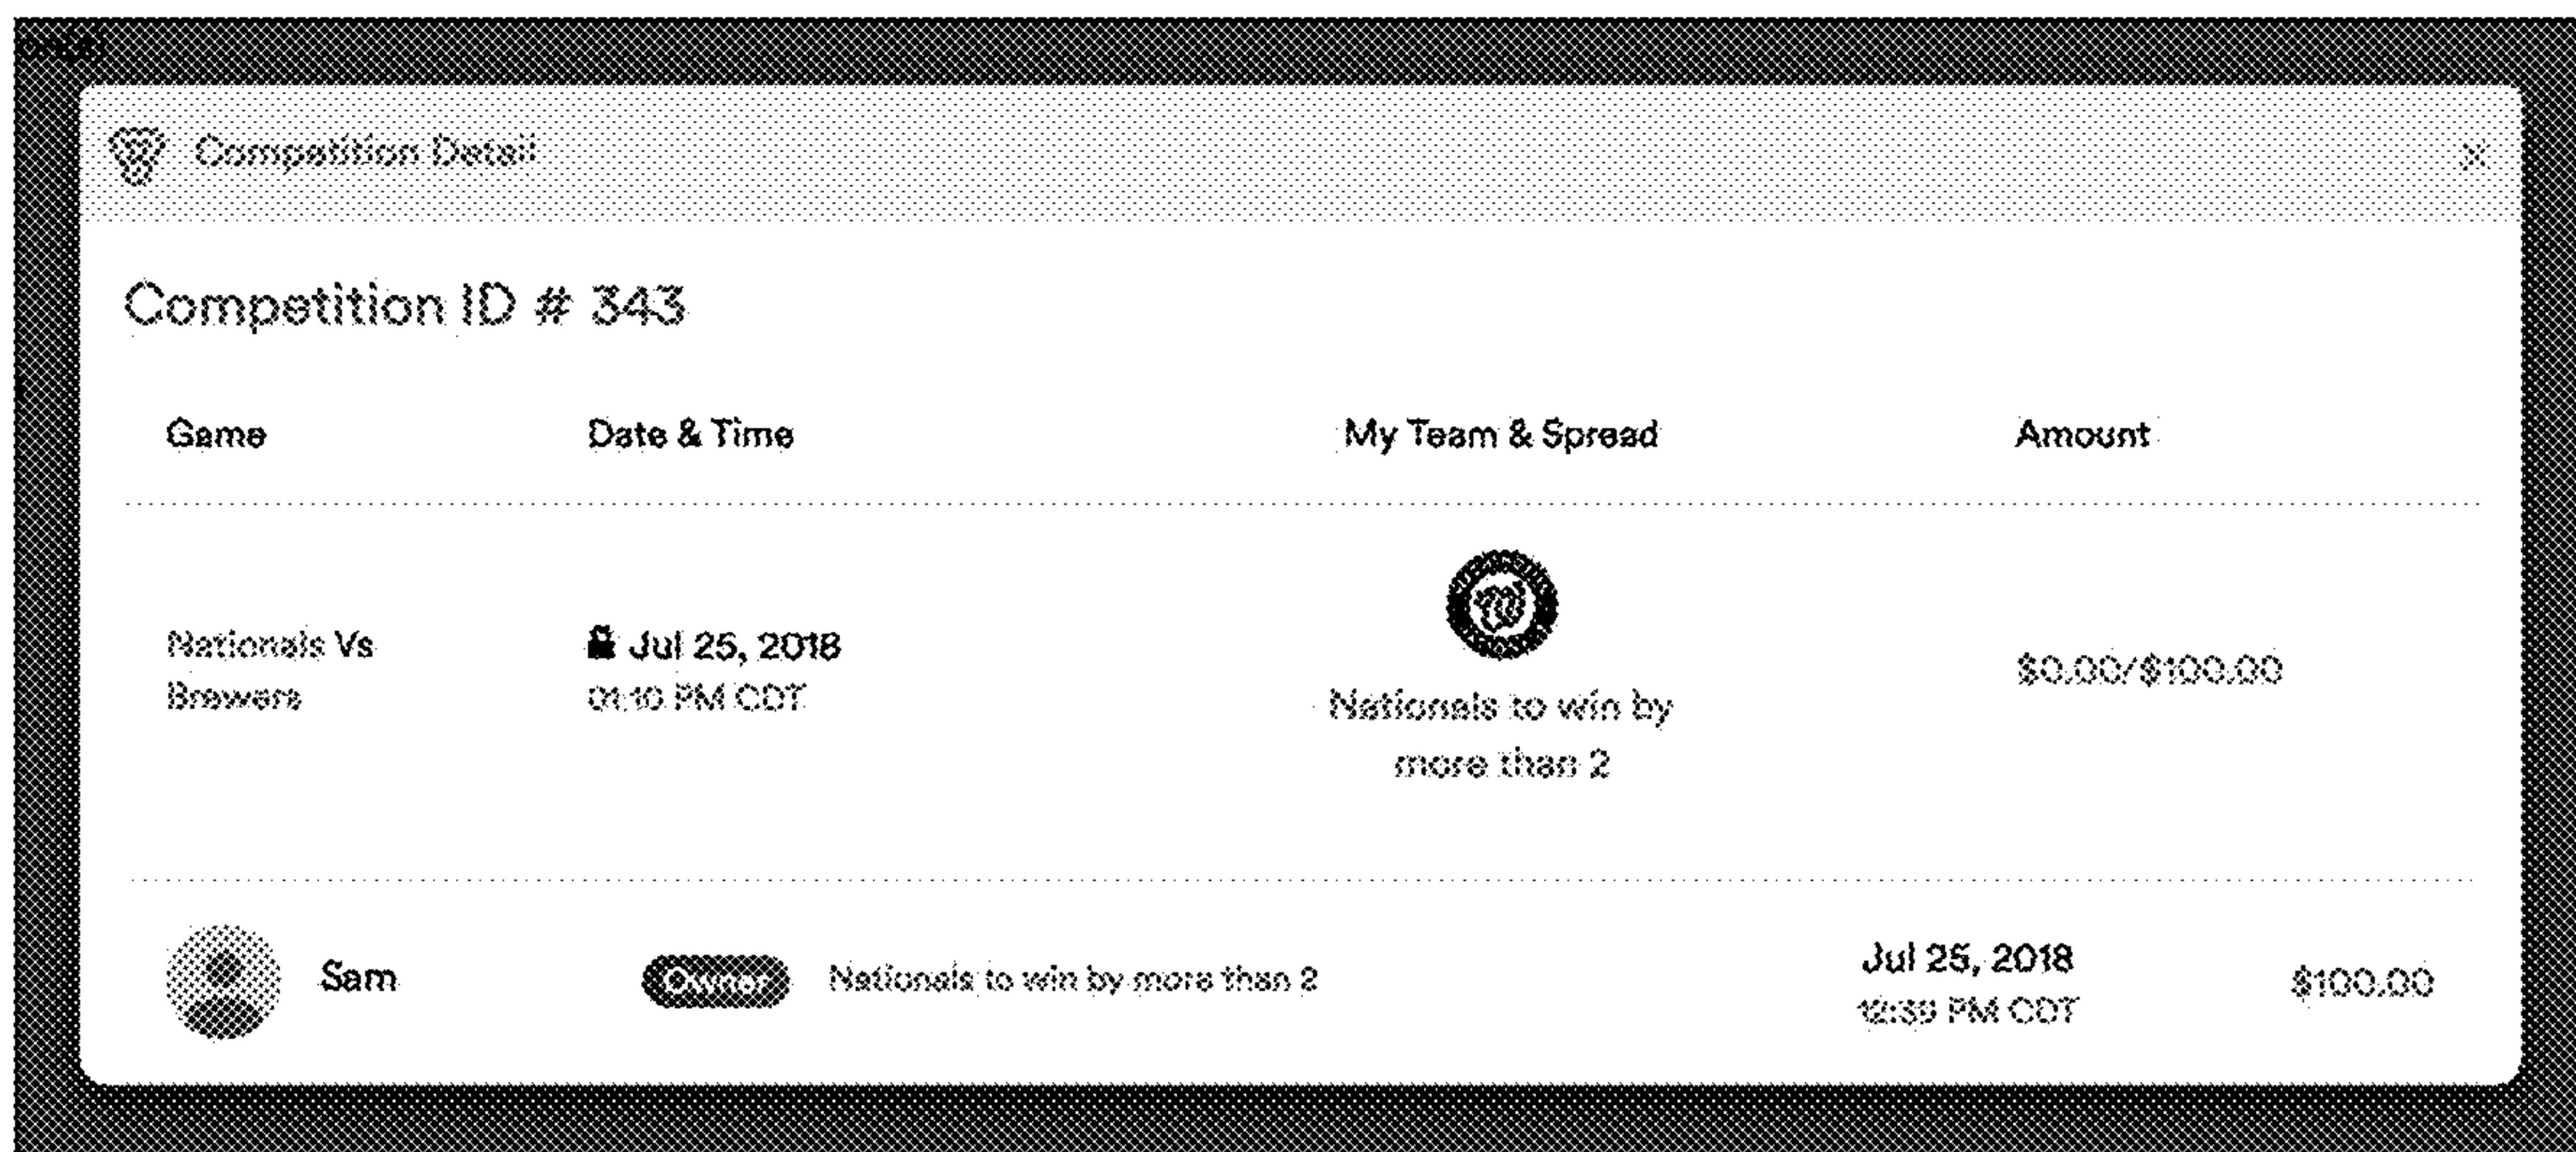 Competition Detail
Competition ID # 343
Game Date & Time My Team & Spread Amount
Nationals Vs
Brewers
Jul 25, 2018
01:10 PM CDT
Nationals to win by
more than 2
$0.00/$100.00
Sam Owner Nationals to win by more than 2
Jul 25, 2018
12:39 PM CDT
$100.00